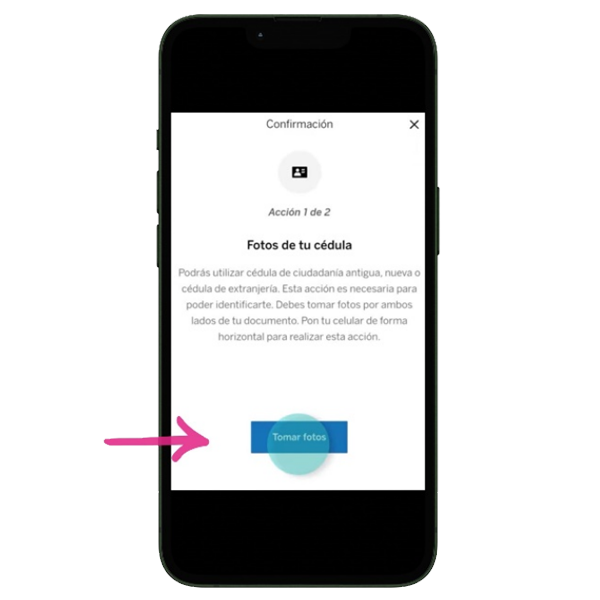 Confirmación
Acción 1 de 2
Fotos de tu cédula
Podrás utilizar cédula de ciudadanía antigua, nueva o
cédula de extranjería. Esta acción es necesaria para
poder identificarte. Debes tomar fotos por ambos
lados de tu documento. Pon tu celular de forma
horizontal para realizar esta acción.
Tomar fotos